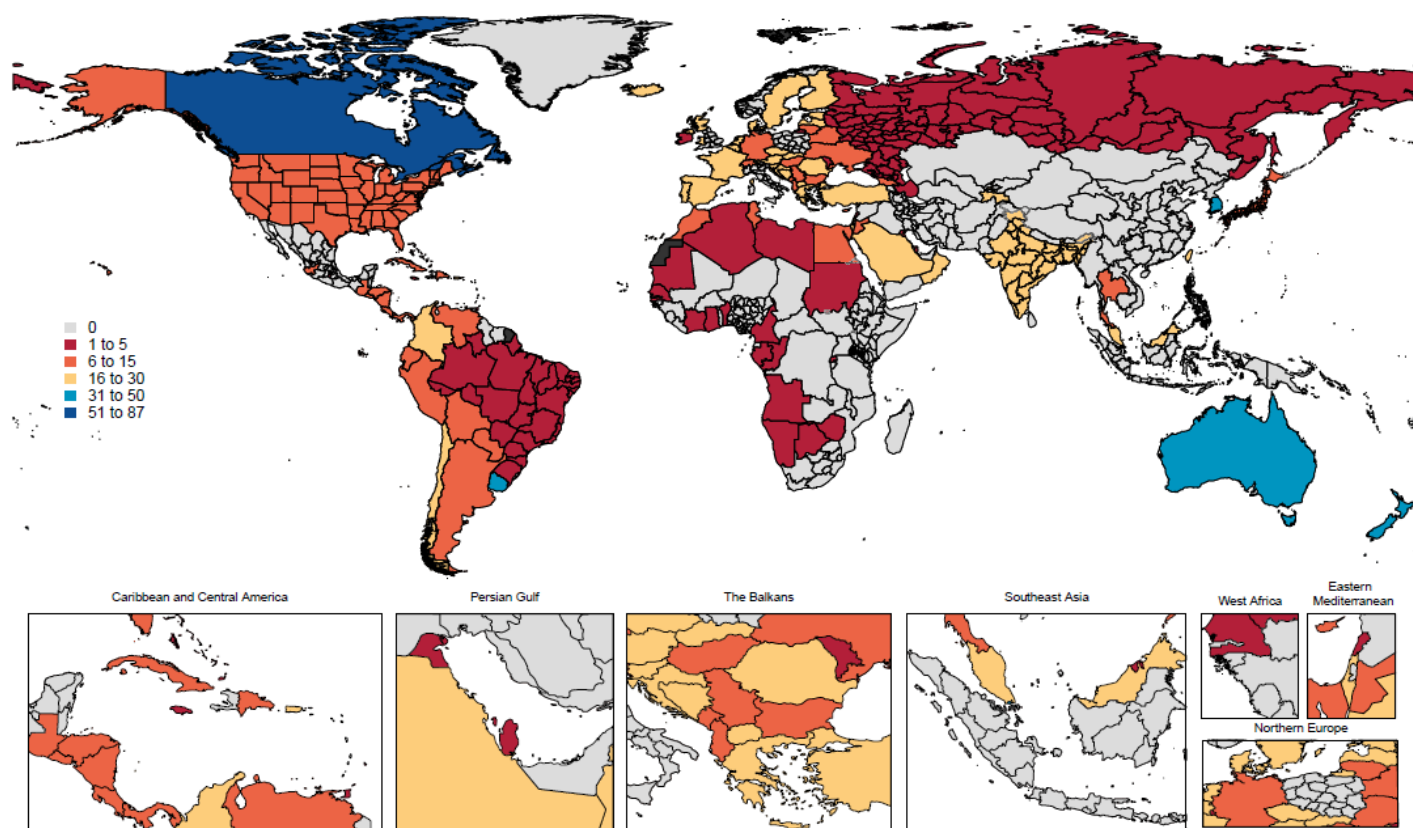 0
1 to 5
6 to 15
16 to 30
31 to 50
51 to 87
Caribbean and Central America
Persian Gulf
The Balkans
Southeast Asia
West Africa
Eastern
Mediterranean
Northern Europe